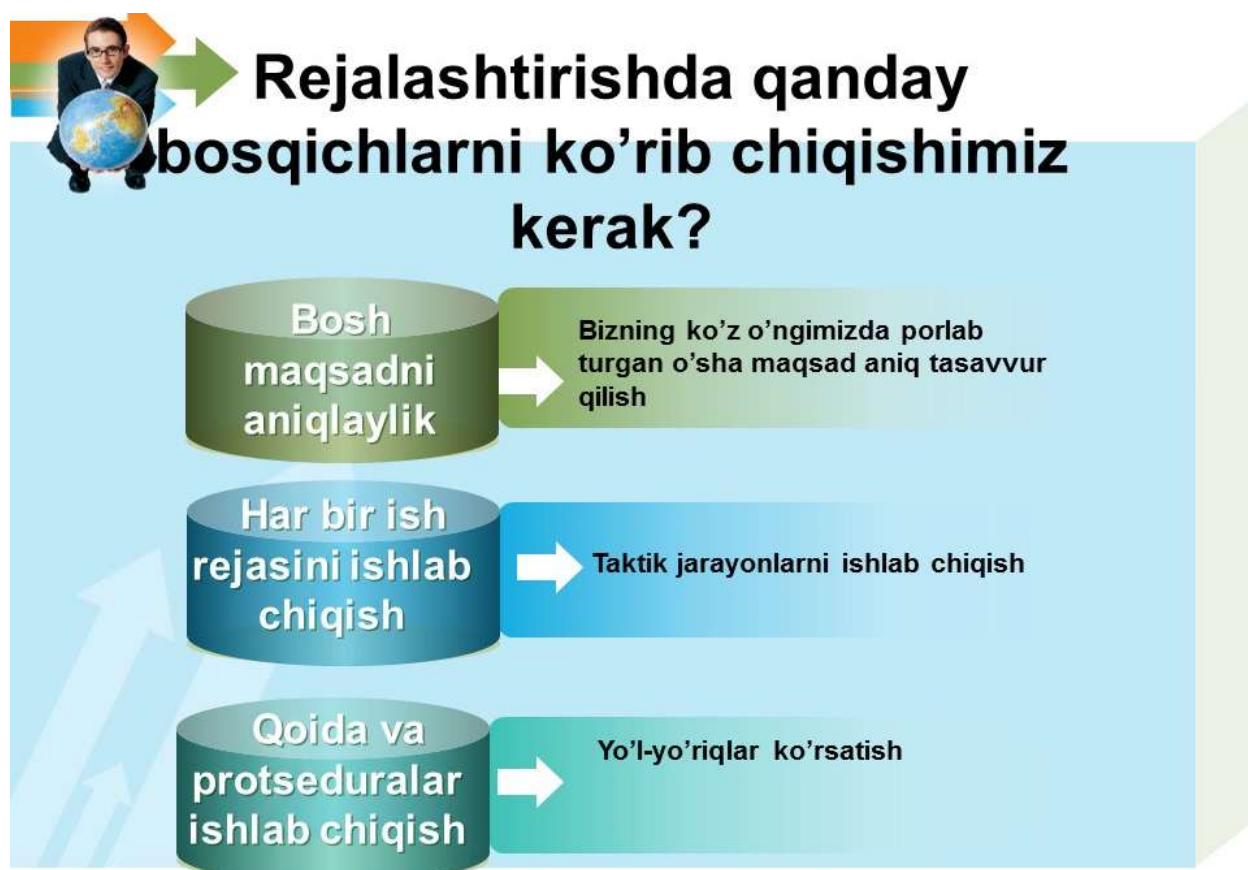 Rejalashtirishda qanday
bosqichlarni ko’rib chiqishimiz
kerak?
Bosh
maqsadni
aniqlaylik
Bizning ko’z o’ngimizda porlab
turgan o’sha maqsad aniq tasavvur
qilish
Har bir ish
rejasini ishlab
chiqish
Taktik jarayonlarni ishlab chiqish
Qoida va
protseduralar
ishlab chiqish
Yo’l-yo’riqlar ko’rsatish